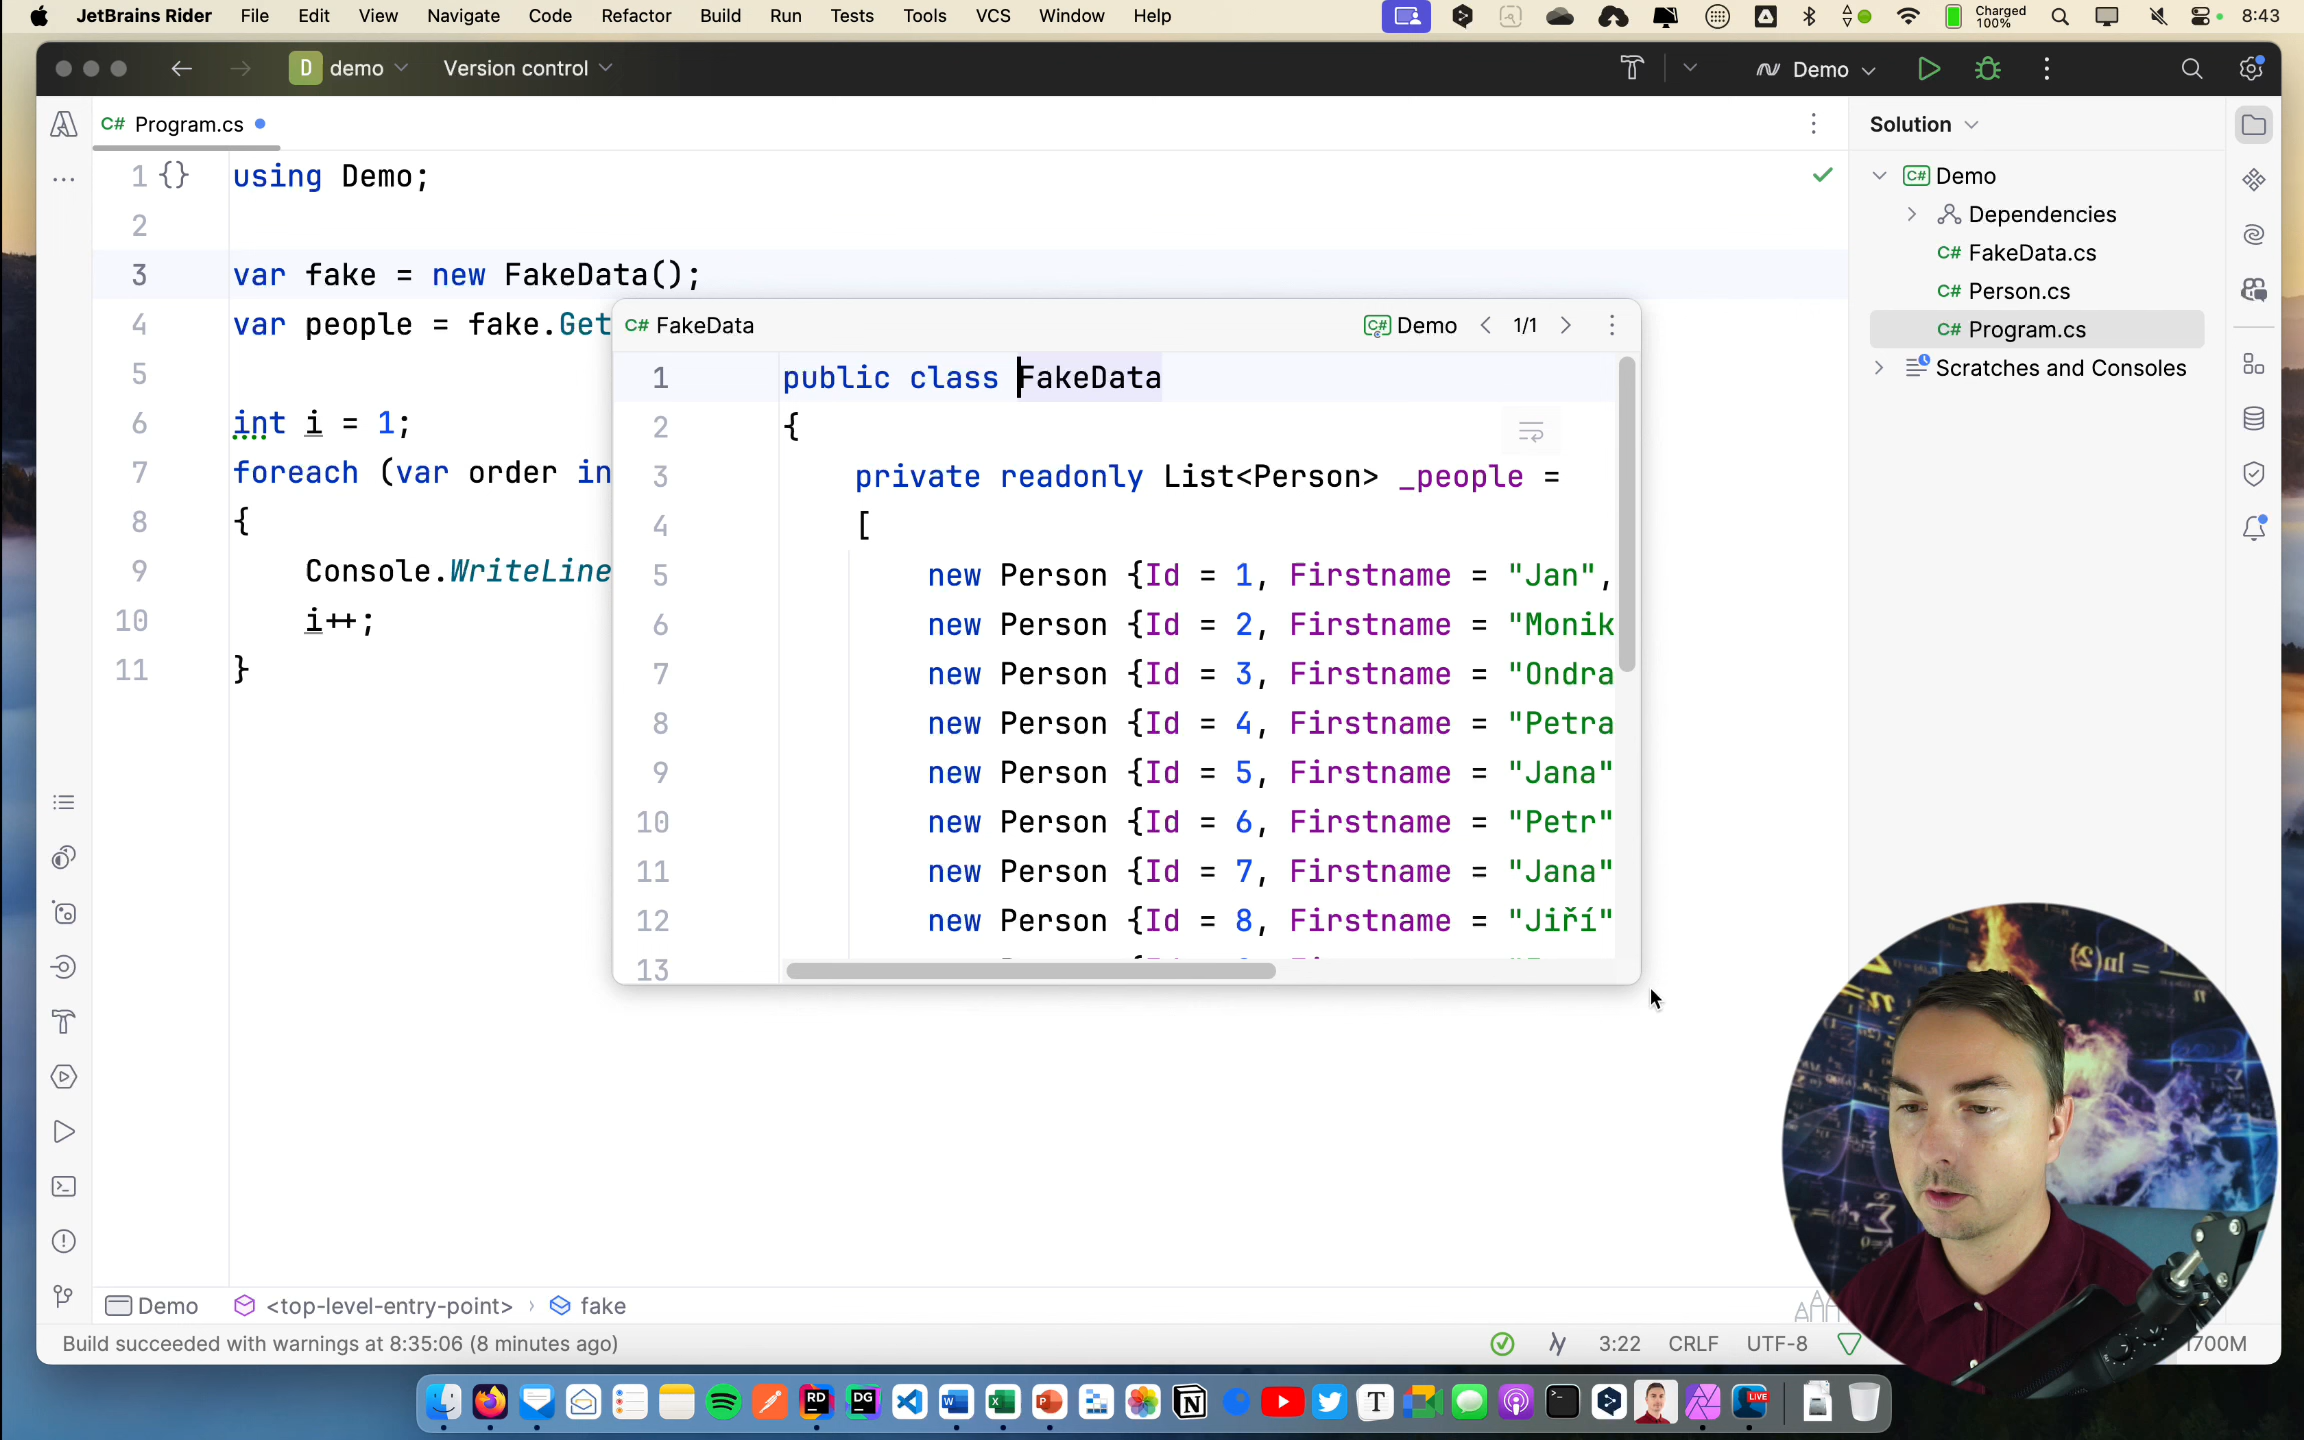 JetBrains Rider File Edit View Navigate Code Refactor Build Run Tests Tools VCS Window Help Charged 100% 8:43
D demo Version control Demo
C# Program.cs
Solution
1 {} using Demo;
2
3 var fake = new FakeData();
4 var people = fake.Get
5
6 int i = 1;
7 foreach (var order in
8 {
9 Console.WriteLine
10 i++;
11 }
C# FakeData C# Demo 1/1
1 public class FakeData
2 {
3 private readonly List<Person> _people =
4 [
5 new Person {Id = 1, Firstname = "Jan",
6 new Person {Id = 2, Firstname = "Monik
7 new Person {Id = 3, Firstname = "Ondra
8 new Person {Id = 4, Firstname = "Petra
9 new Person {Id = 5, Firstname = "Jana"
10 new Person {Id = 6, Firstname = "Petr"
11 new Person {Id = 7, Firstname = "Jana"
12 new Person {Id = 8, Firstname = "Jiří"
13
C# Demo
Dependencies
C# FakeData.cs
C# Person.cs
C# Program.cs
Scratches and Consoles
= ln(2)
Demo <top-level-entry-point> › fake
Build succeeded with warnings at 8:35:06 (8 minutes ago) 3:22 CRLF UTF-8 1700M
RD DG W X P N T LIVE